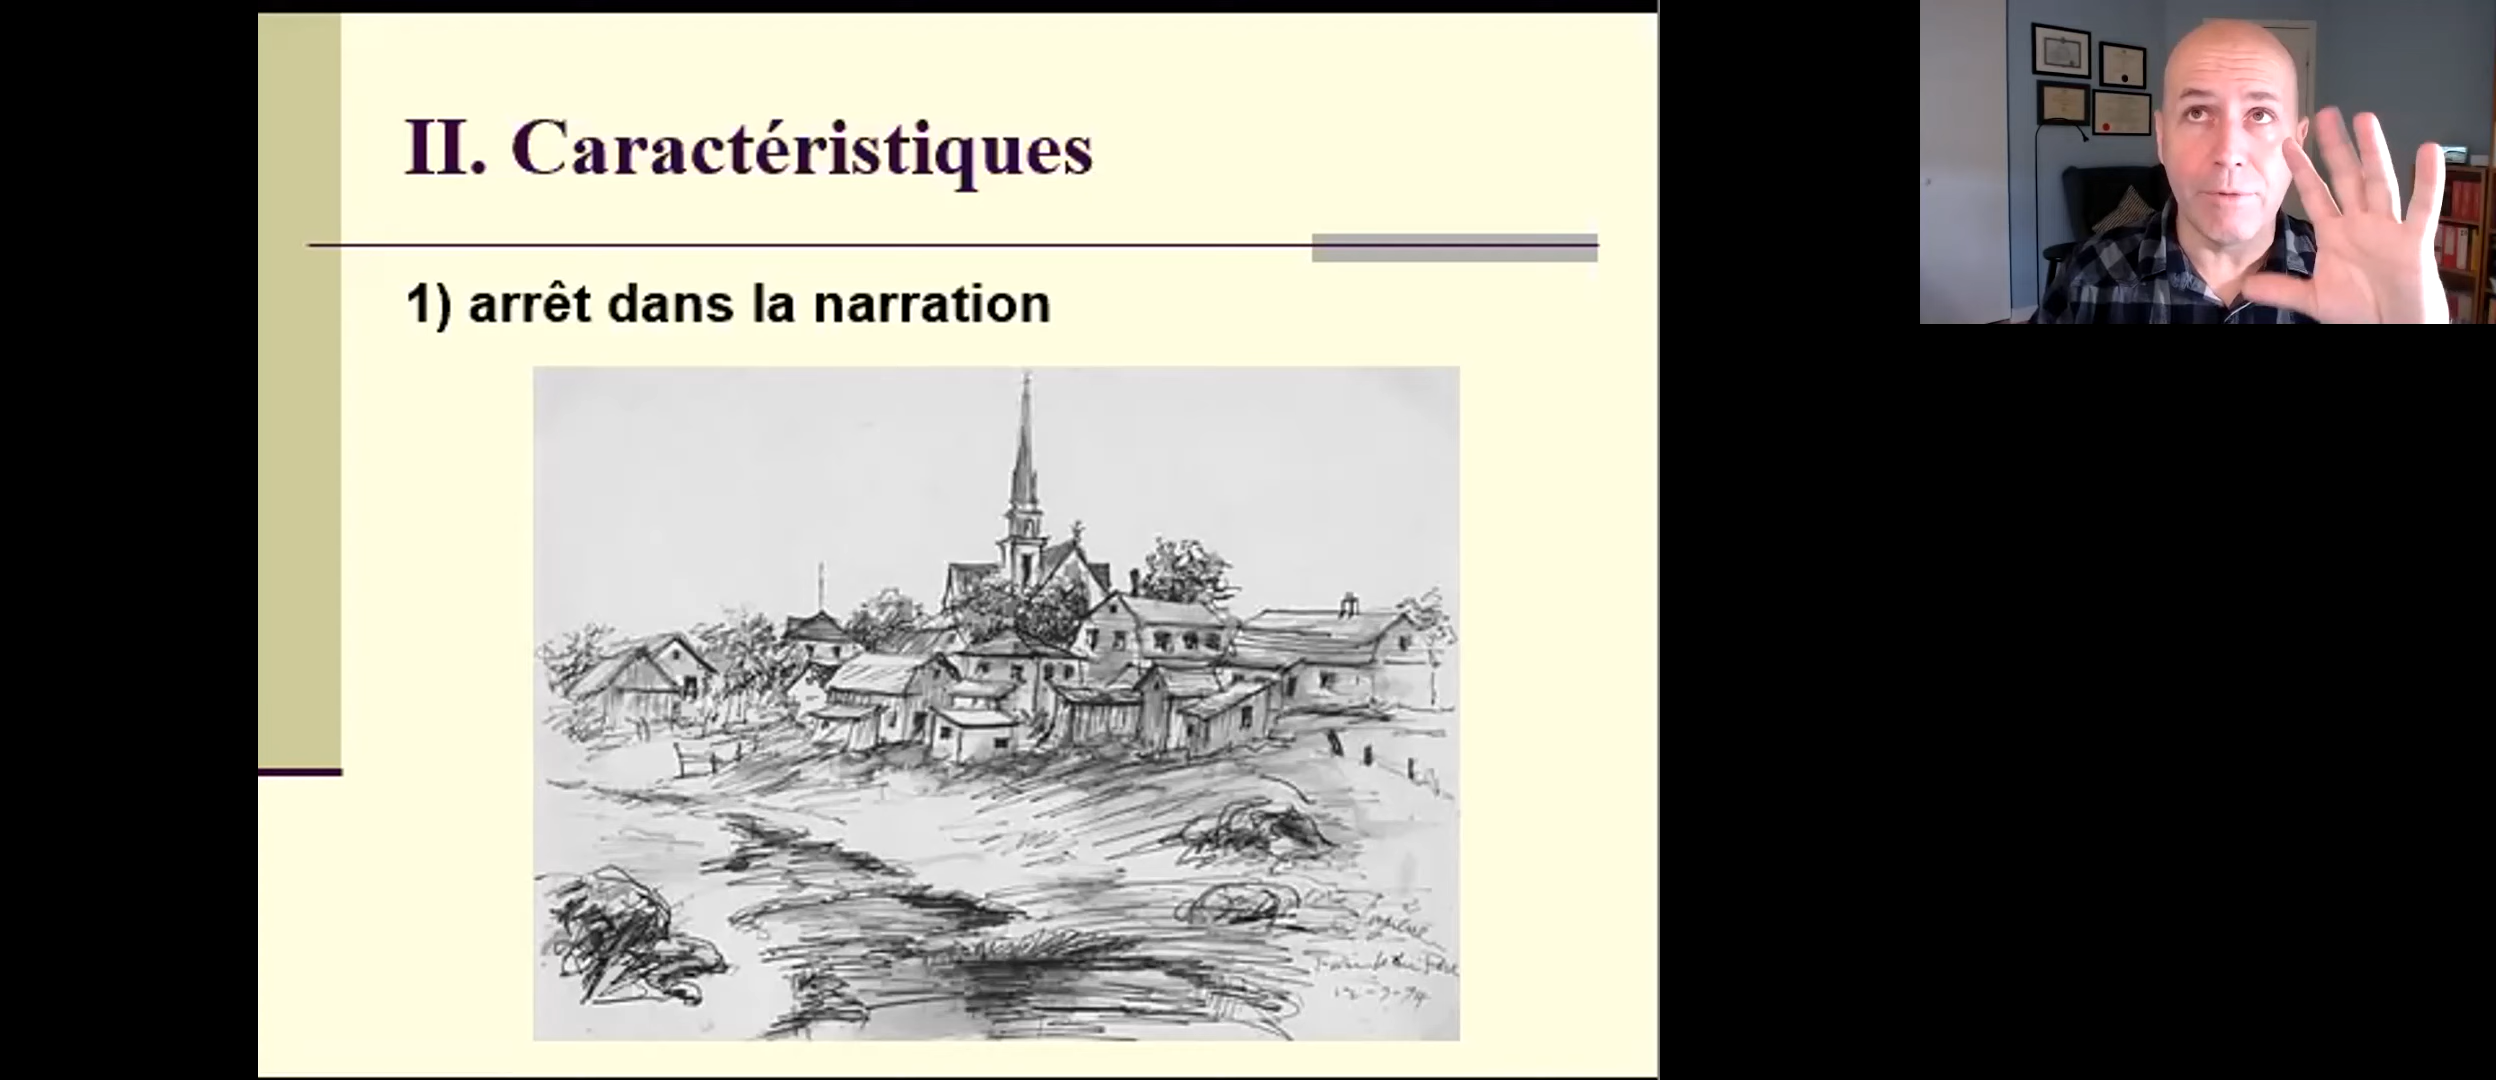 II. Caractéristiques
1) arrêt dans la narration